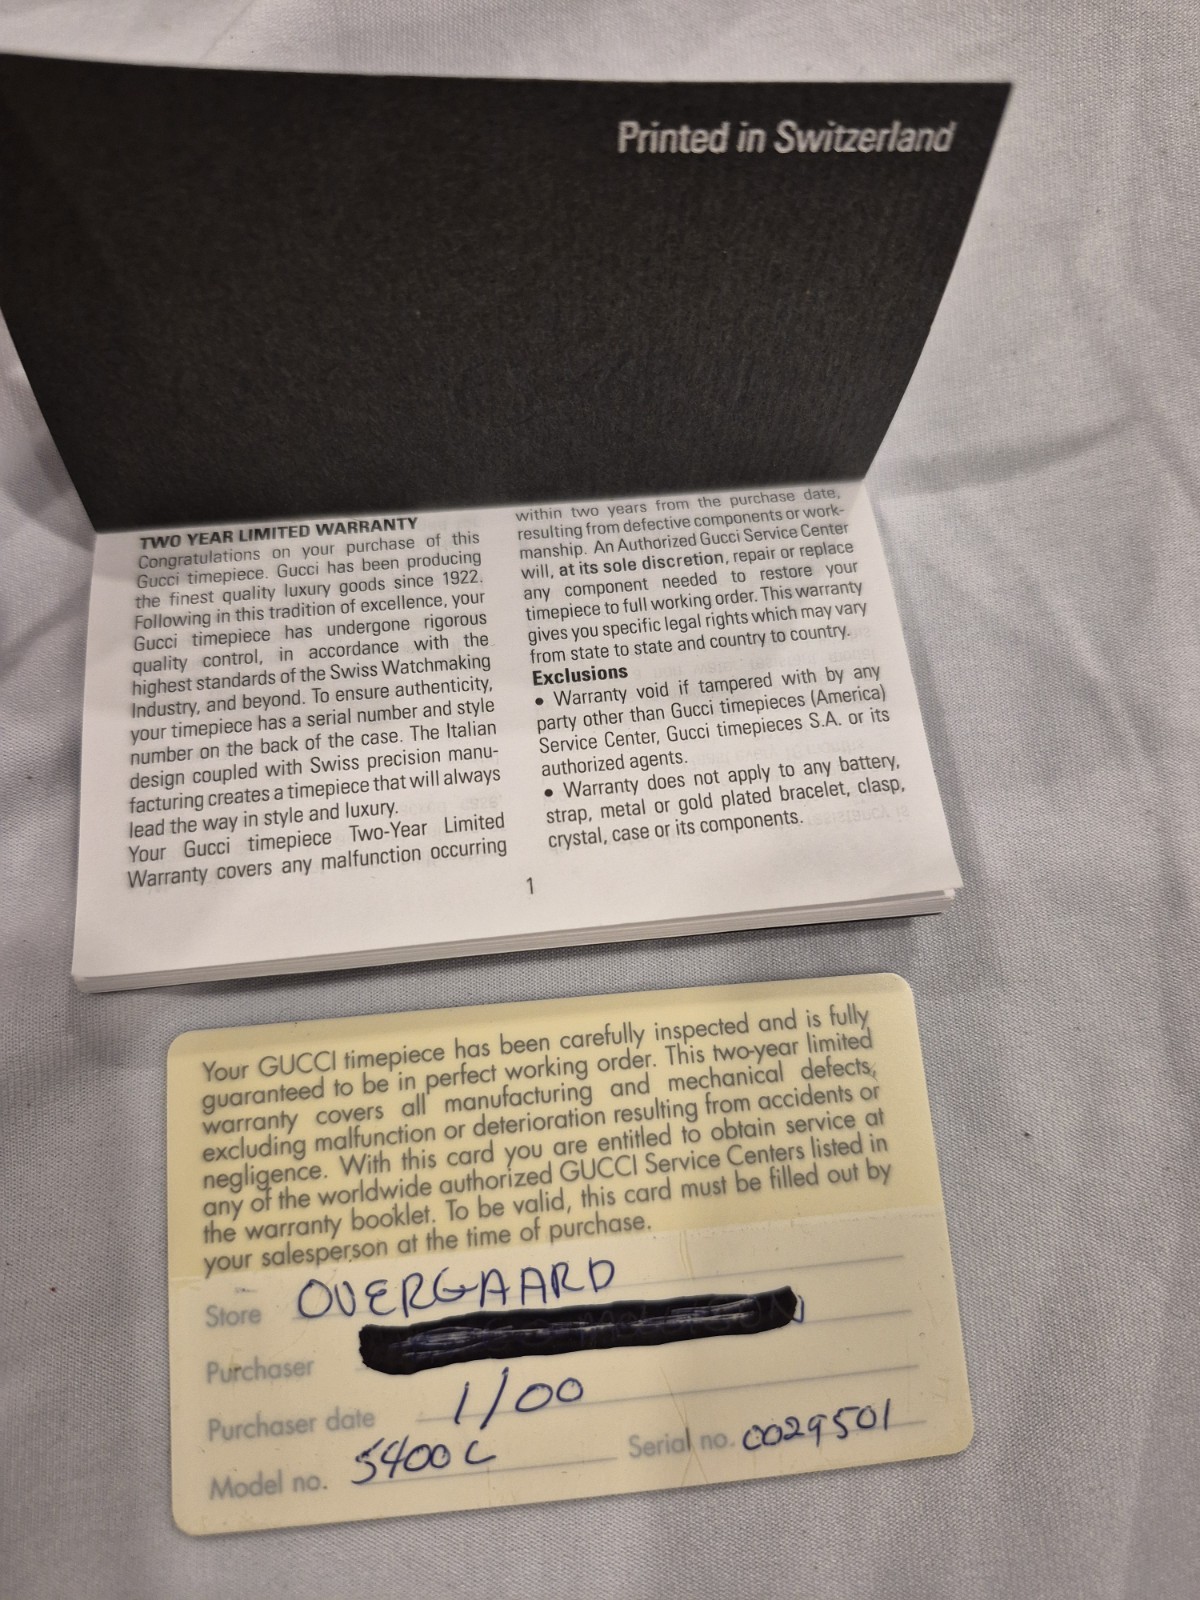 Printed in Switzerland
TWO YEAR LIMITED WARRANTY
Congratulations on your purchase of this
Gucci timepiece. Gucci has been producing
the finest quality luxury goods since 1922.
Following in this tradition of excellence, your
Gucci timepiece has undergone rigorous
quality control, in accordance with the
highest standards of the Swiss Watchmaking
Industry, and beyond. To ensure authenticity,
your timepiece has a serial number and style
number on the back of the case. The Italian
design coupled with Swiss precision manu-
facturing creates a timepiece that will always
lead the way in style and luxury.
Your Gucci timepiece Two-Year Limited
Warranty covers any malfunction occurring
within two years from the purchase date,
resulting from defective components or work-
manship. An Authorized Gucci Service Center
will, at its sole discretion, repair or replace
any component needed to restore your
timepiece to full working order. This warranty
gives you specific legal rights which may vary
from state to state and country to country.
Exclusions
• Warranty void if tampered with by any
party other than Gucci timepieces (America)
Service Center, Gucci timepieces S.A. or its
authorized agents.
• Warranty does not apply to any battery,
strap, metal or gold plated bracelet, clasp,
crystal, case or its components.
1
Your GUCCI timepiece has been carefully inspected and is fully
guaranteed to be in perfect working order. This two-year limited
warranty covers all manufacturing and mechanical defects,
excluding malfunction or deterioration resulting from accidents or
negligence. With this card you are entitled to obtain service at
any of the worldwide authorized GUCCI Service Centers listed in
the warranty booklet. To be valid, this card must be filled out by
your salesperson at the time of purchase.
Store OVERGAARD
Purchaser
Purchaser date 1/00
Model no. 5400C Serial no. 0029501